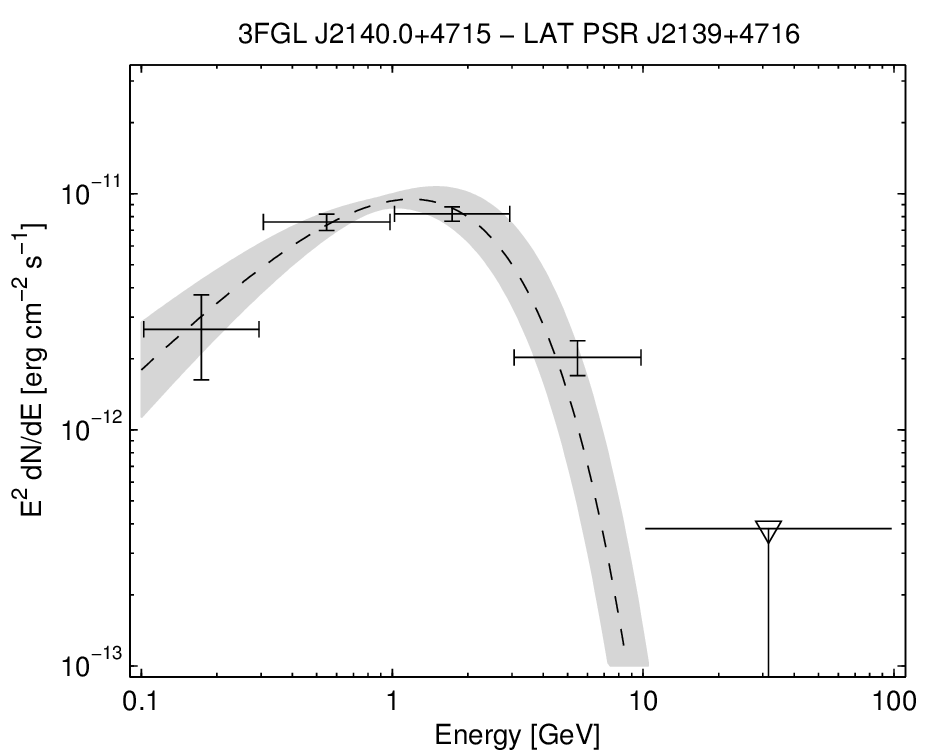 3FGL J2140.0+4715 − LAT PSR J2139+4716
E² dN/dE [erg cm⁻² s⁻¹]
10⁻¹¹
10⁻¹²
10⁻¹³
0.1 1 10 100
Energy [GeV]